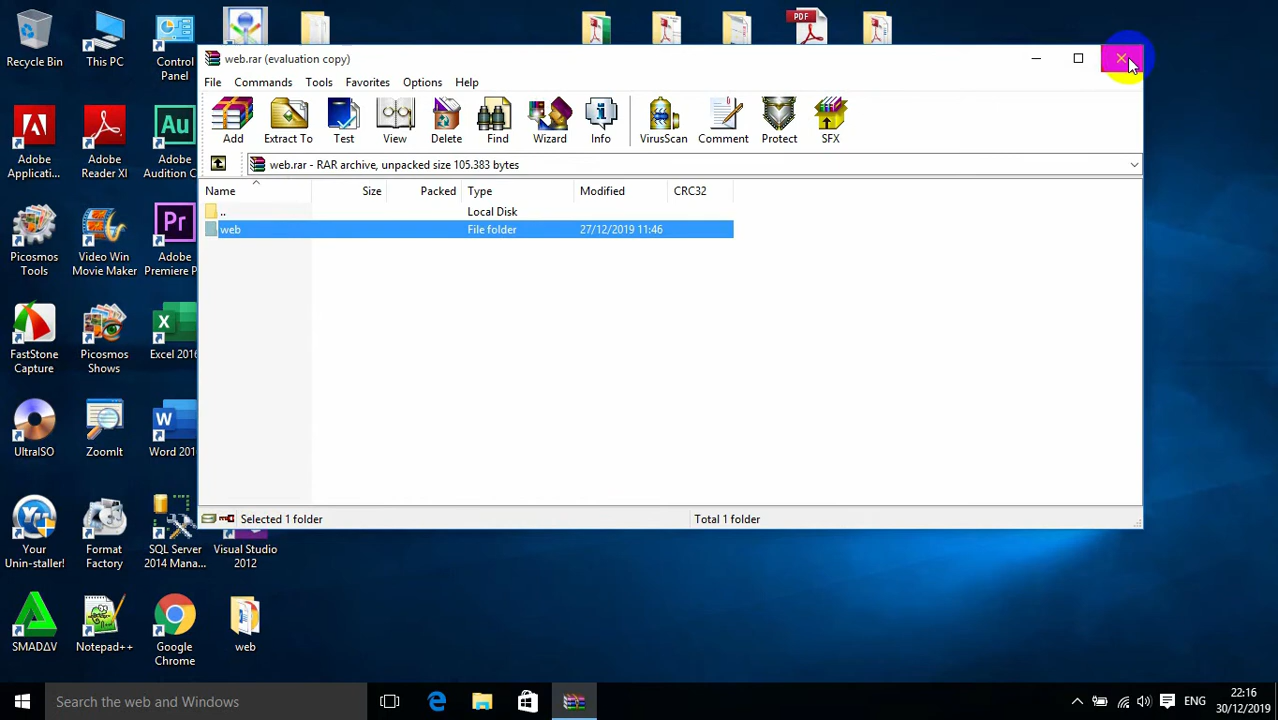 web.rar (evaluation copy)
File Commands Tools Favorites Options Help
Add Extract To Test View Delete Find Wizard Info VirusScan Comment Protect SFX
web.rar - RAR archive, unpacked size 105.383 bytes
Name Size Packed Type Modified CRC32
.. Local Disk
web File folder 27/12/2019 11:46
Selected 1 folder Total 1 folder
Recycle Bin
This PC
Control
Panel
PDF
Adobe
Applicati...
Adobe
Reader XI
Au
Adobe
Audition C
Picosmos
Tools
Video Win
Movie Maker
Pr
Adobe
Premiere P
FastStone
Capture
Picosmos
Shows
Excel 2016
UltraISO
ZoomIt
Word 201
Your
Unin-staller!
Format
Factory
SQL Server
2014 Mana...
Visual Studio
2012
SMADΔV
Notepad++
Google
Chrome
web
Search the web and Windows
ENG
22:16
30/12/2019